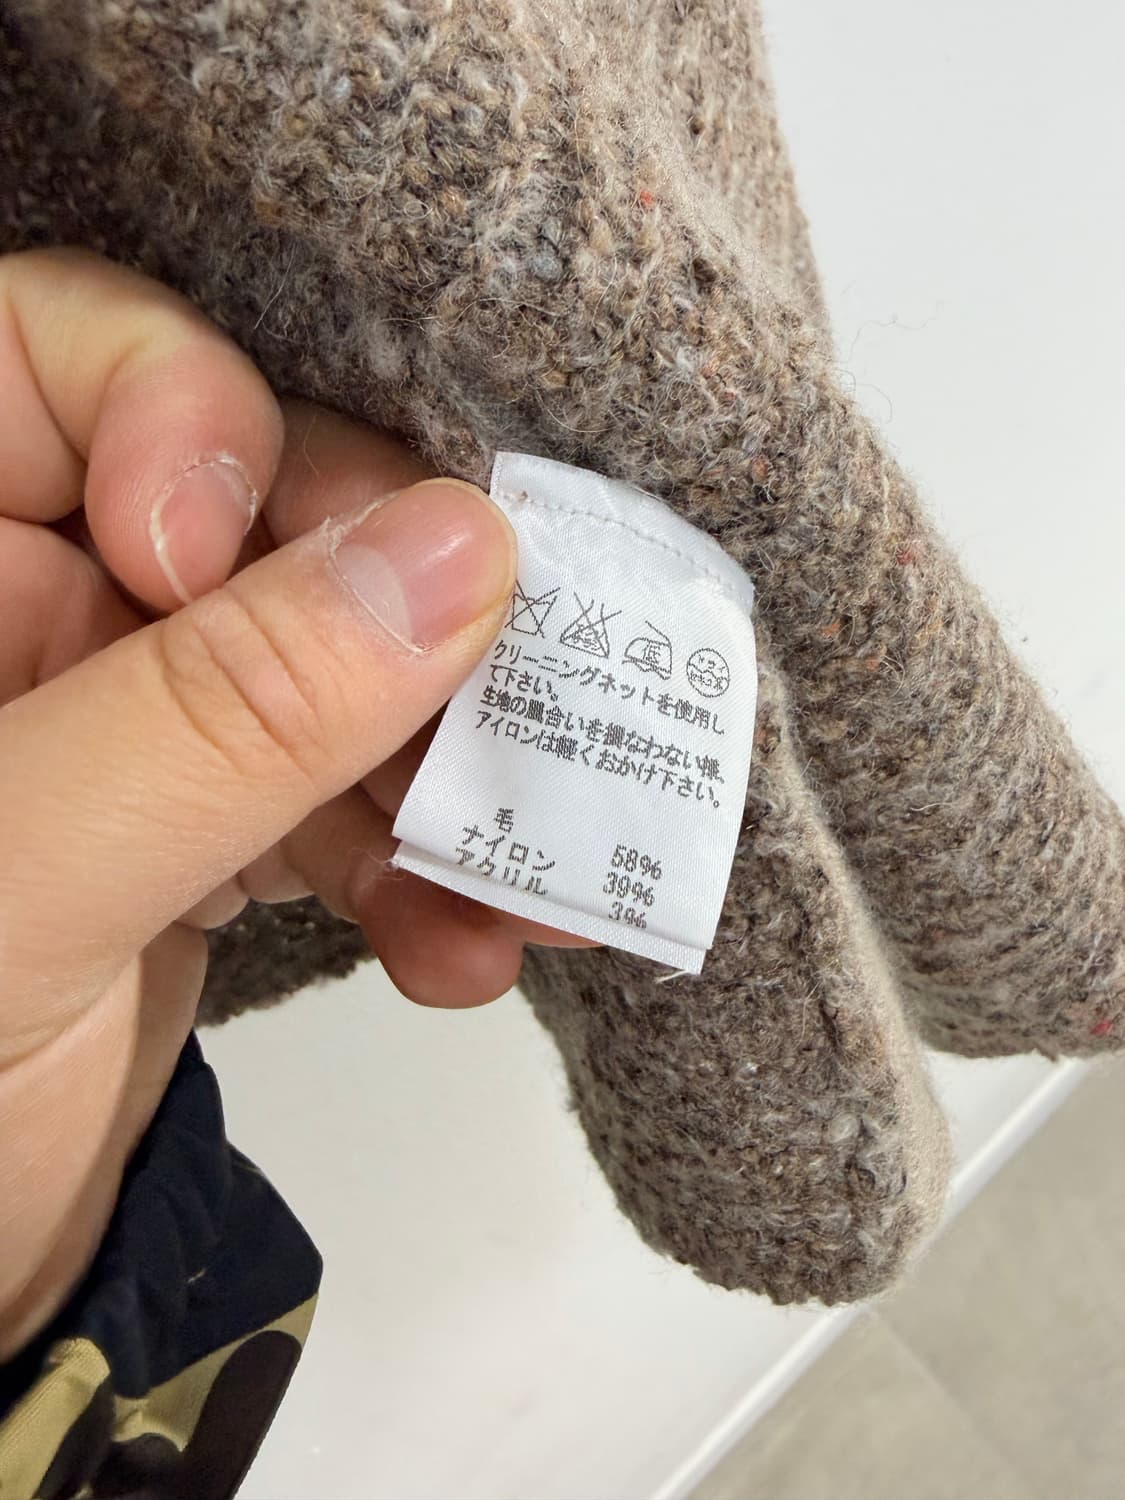 クリーニングネットを使用し
て下さい。
生地の風合いを損なわない様、
アイロンは軽くおかけ下さい。
毛 58%
ナイロン 39%
アクリル 3%